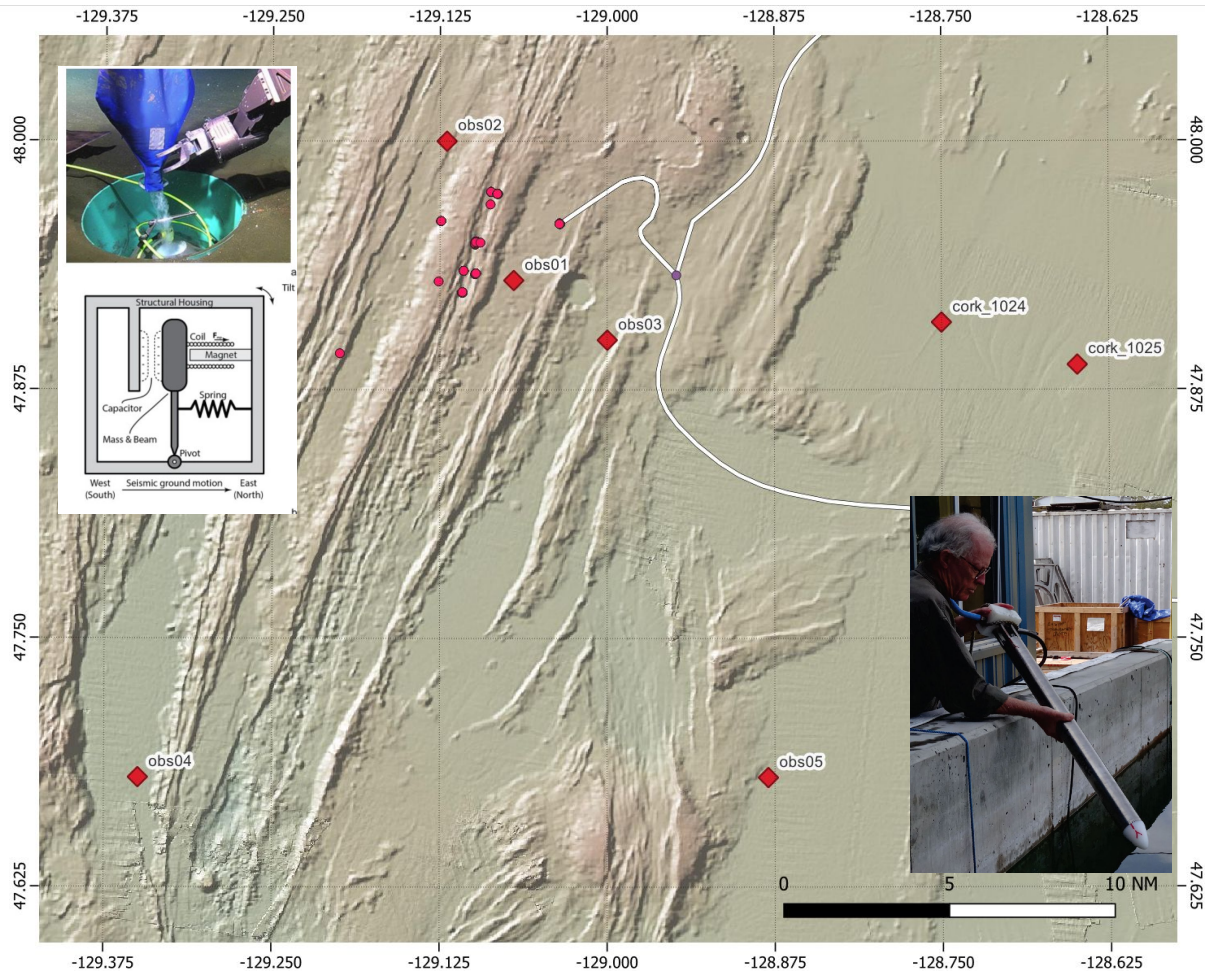 -129.375
-129.250
-129.125
-129.000
-128.875
-128.750
-128.625
48.000
48.000
obs02
obs01
a
Tilt
Structural Housing
Coil
Magnet
obs03
cork_1024
cork_1025
47.875
47.875
Spring
Capacitor
Mass & Beam
Pivot
West
(South)
Seismic ground motion
East
(North)
47.750
47.750
obs04
obs05
0
5
10 NM
47.625
47.625
-129.375
-129.250
-129.125
-129.000
-128.875
-128.750
-128.625